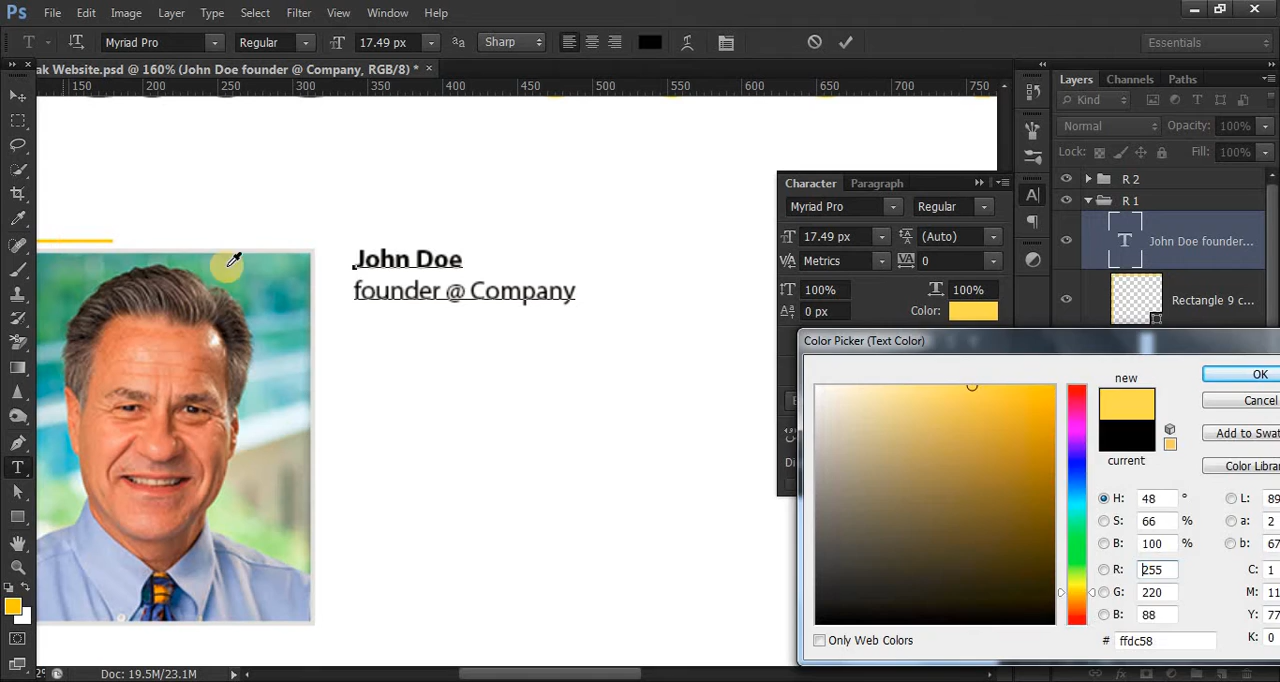 Ps File Edit Image Layer Type Select Filter View Window Help
T Myriad Pro Regular 17.49 px Sharp Essentials
ak Website.psd @ 160% (John Doe founder @ Company, RGB/8) * ×
150 200 250 300 350 400 450 500 550 600 650 700 750
Layers Channels Paths
Kind
Normal Opacity: 100%
Lock: Fill: 100%
R 2
R 1
T John Doe founder...
Rectangle 9 c...
Character Paragraph
Myriad Pro Regular
17.49 px (Auto)
Metrics 0
100% 100%
0 px Color:
John Doe
founder @ Company
Color Picker (Text Color)
new
current
OK
Cancel
Add to Swat
Color Libra
H: 48 ° L: 89
S: 66 % a: 2
B: 100 % b: 67
R: 255 C: 1
G: 220 M: 11
B: 88 Y: 77
# ffdc58 K: 0
Only Web Colors
Doc: 19.5M/23.1M